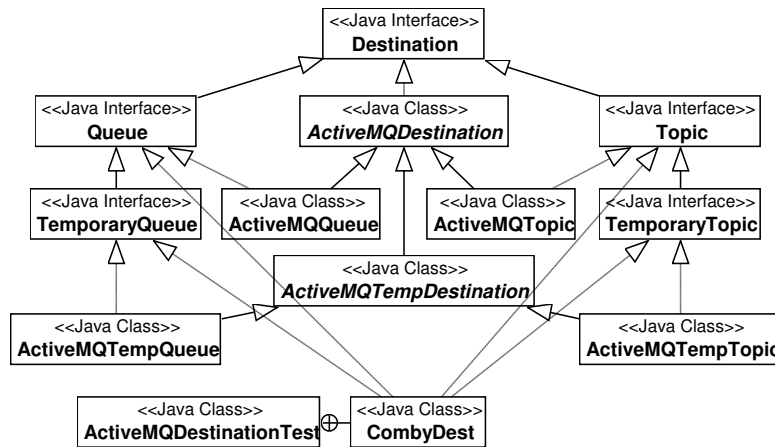 <<Java Interface>>
Destination
<<Java Interface>>
Queue
<<Java Class>>
ActiveMQDestination
<<Java Interface>>
Topic
<<Java Interface>>
TemporaryQueue
<<Java Class>>
ActiveMQQueue
<<Java Class>>
ActiveMQTopic
<<Java Interface>>
TemporaryTopic
<<Java Class>>
ActiveMQTempDestination
<<Java Class>>
ActiveMQTempQueue
<<Java Class>>
ActiveMQTempTopic
<<Java Class>>
ActiveMQDestinationTest
<<Java Class>>
CombyDest